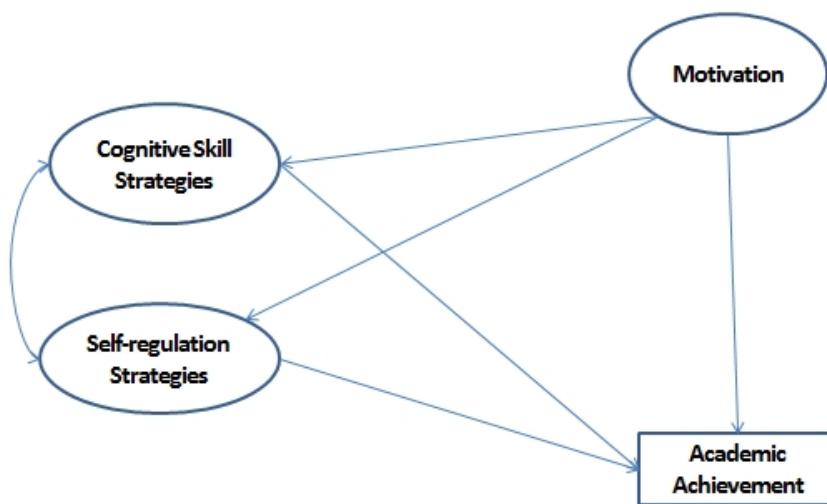 Motivation
Cognitive Skill
Strategies
Self-regulation
Strategies
Academic
Achievement